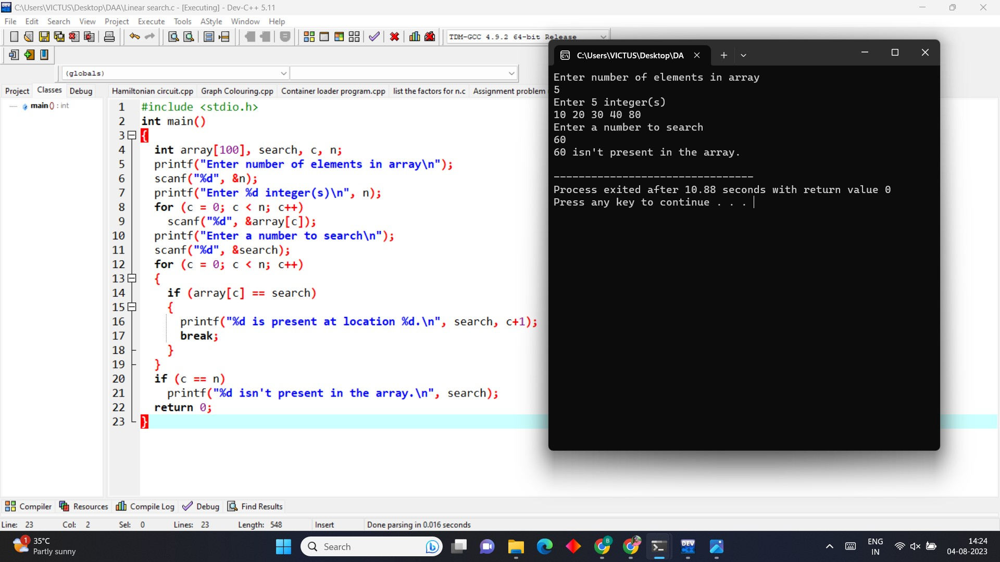 C:\Users\VICTUS\Desktop\DAA\Linear search.c - [Executing] - Dev-C++ 5.11
File Edit Search View Project Execute Tools AStyle Window Help
TDM-GCC 4.9.2 64-bit Release
(globals)
Project Classes Debug
Hamiltonian circuit.cpp Graph Colouring.cpp Container loader program.cpp list the factors for n.c Assignment problem
main () : int
1 #include <stdio.h>
2 int main()
3 {
4 int array[100], search, c, n;
5 printf("Enter number of elements in array\n");
6 scanf("%d", &n);
7 printf("Enter %d integer(s)\n", n);
8 for (c = 0; c < n; c++)
9 scanf("%d", &array[c]);
10 printf("Enter a number to search\n");
11 scanf("%d", &search);
12 for (c = 0; c < n; c++)
13 {
14 if (array[c] == search)
15 {
16 printf("%d is present at location %d.\n", search, c+1);
17 break;
18 }
19 }
20 if (c == n)
21 printf("%d isn't present in the array.\n", search);
22 return 0;
23 }
C:\Users\VICTUS\Desktop\DA
Enter number of elements in array
5
Enter 5 integer(s)
10 20 30 40 80
Enter a number to search
60
60 isn't present in the array.
--------------------------------
Process exited after 10.88 seconds with return value 0
Press any key to continue . . .
Compiler Resources Compile Log Debug Find Results
Line: 23 Col: 2 Sel: 0 Lines: 23 Length: 548 Insert Done parsing in 0.016 seconds
1
35°C
Partly sunny
Search
B
DEV
ENG
IN
14:24
04-08-2023